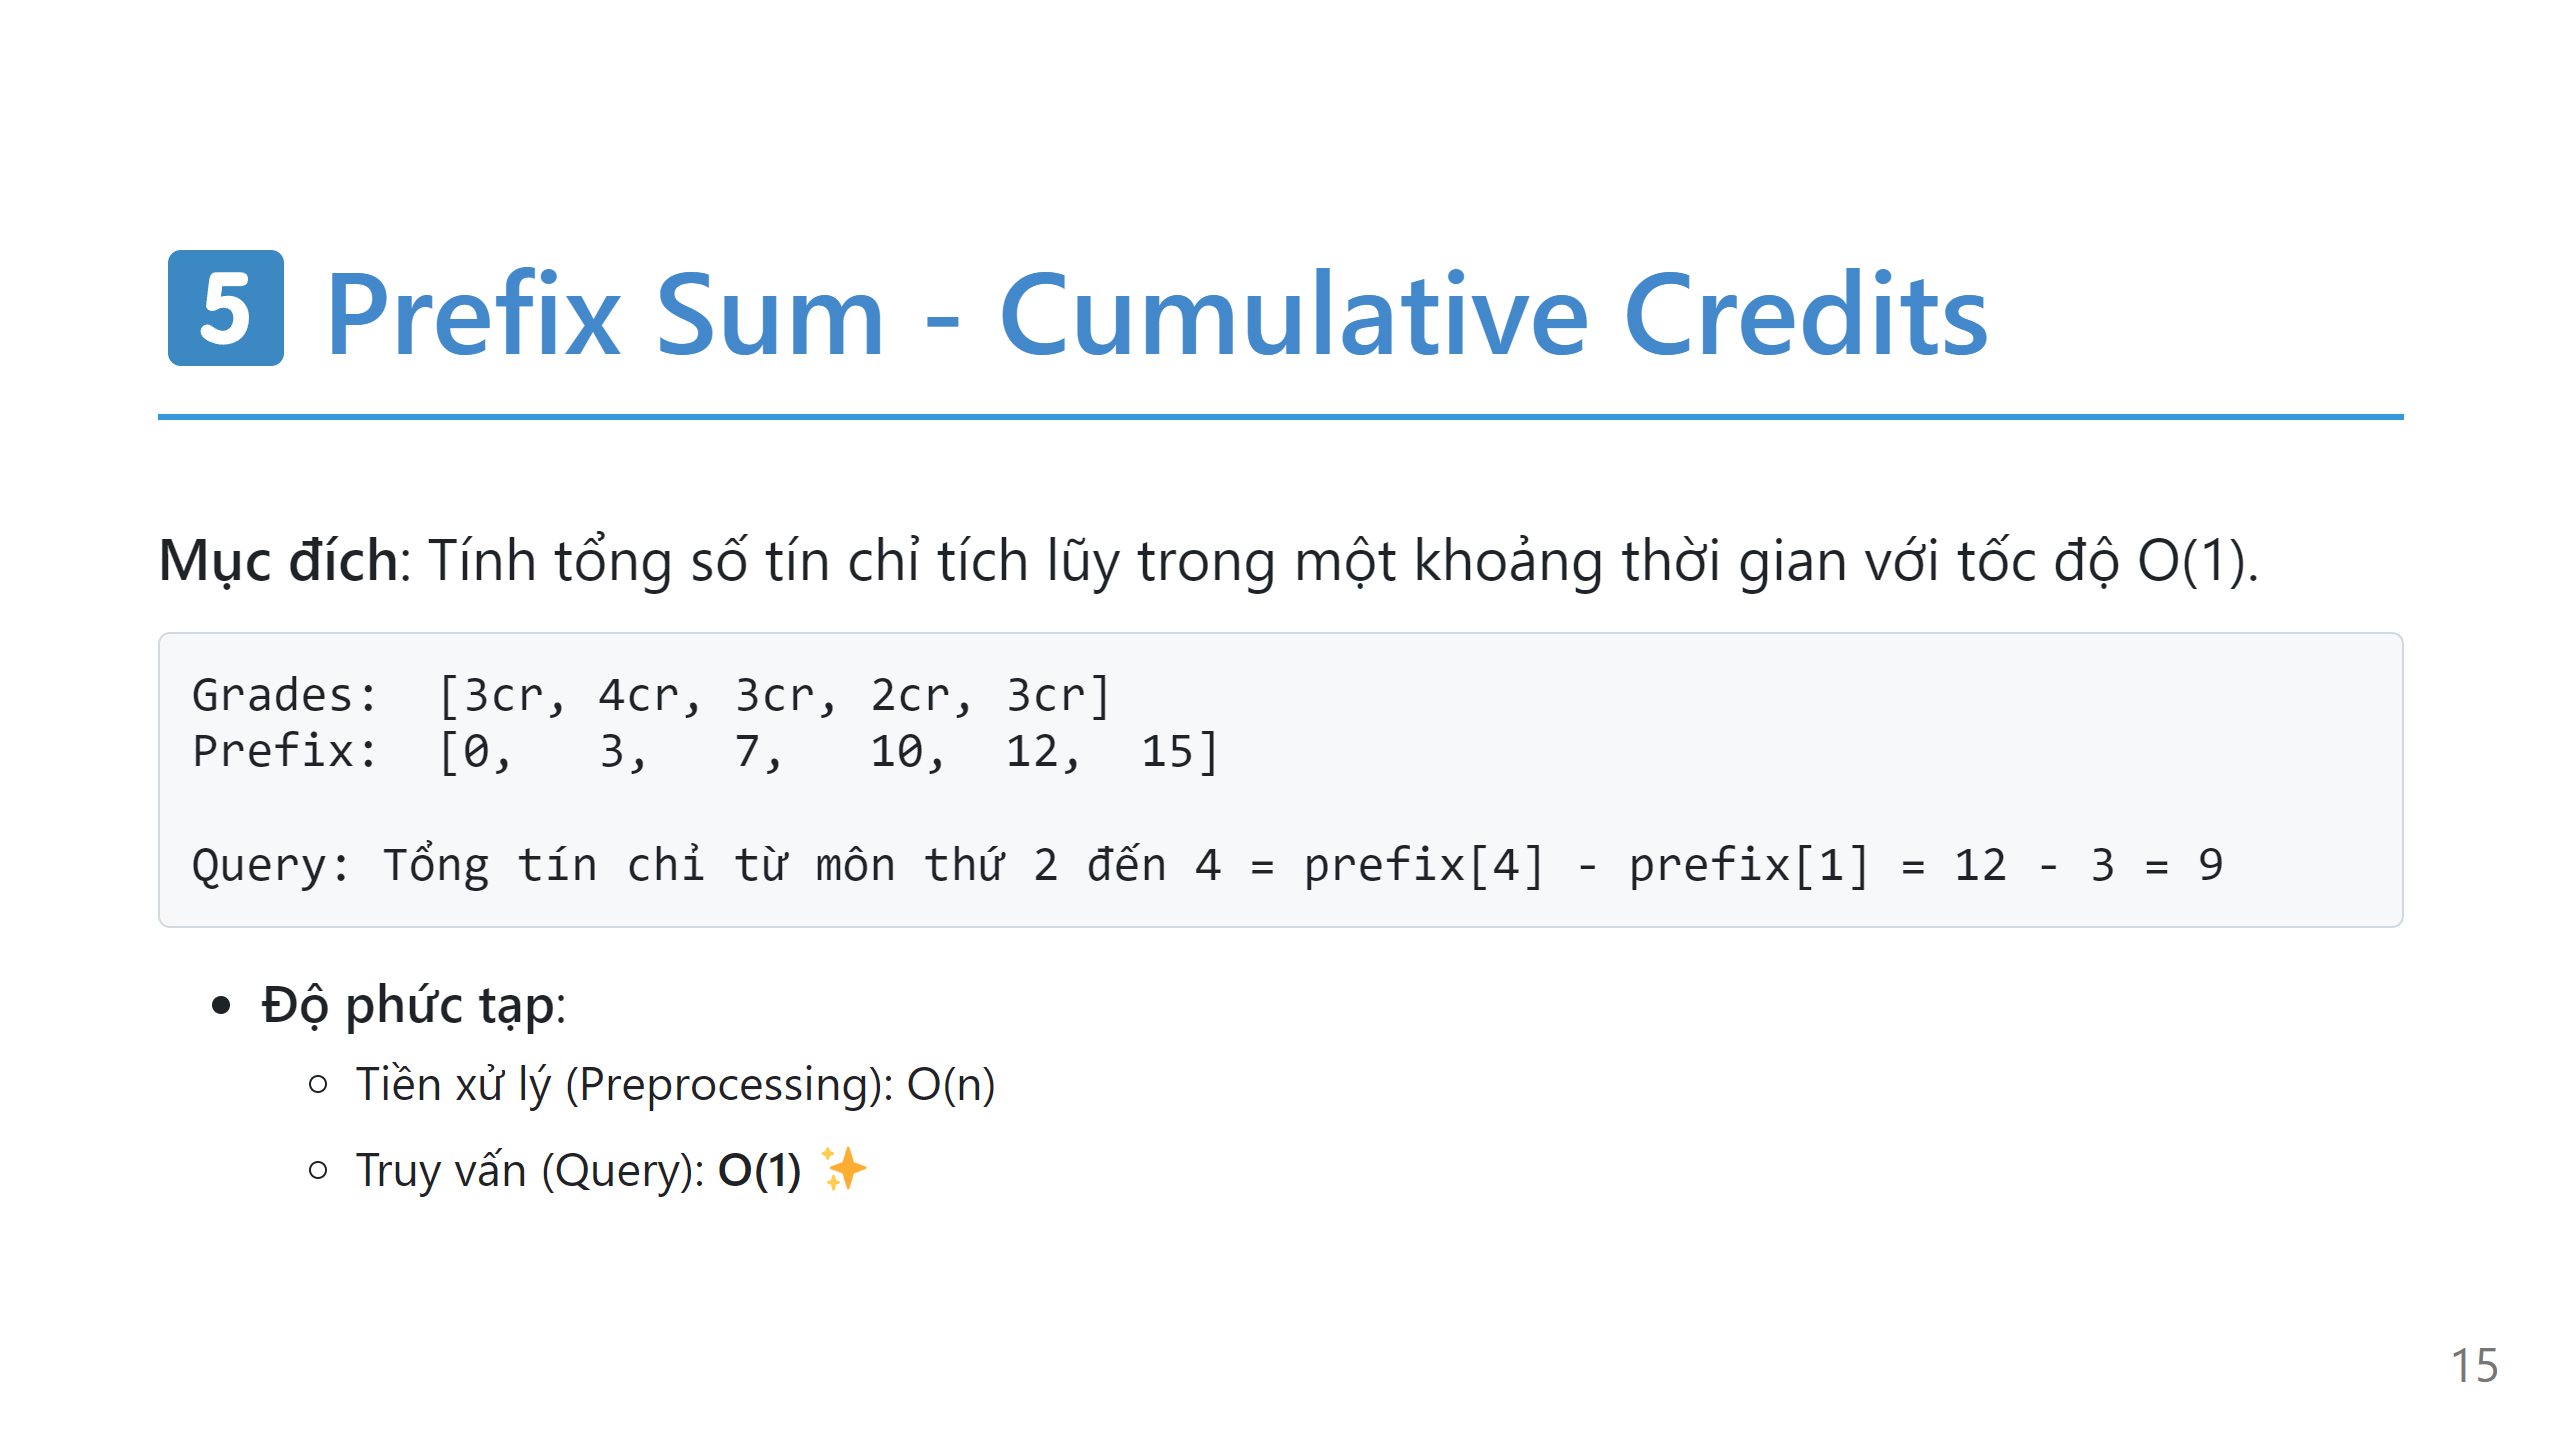 5 Prefix Sum - Cumulative Credits
Mục đích: Tính tổng số tín chỉ tích lũy trong một khoảng thời gian với tốc độ O(1).
Grades:  [3cr, 4cr, 3cr, 2cr, 3cr]
Prefix:  [0,   3,   7,   10,  12,  15]
Query: Tổng tín chỉ từ môn thứ 2 đến 4 = prefix[4] - prefix[1] = 12 - 3 = 9
• Độ phức tạp:
○ Tiền xử lý (Preprocessing): O(n)
○ Truy vấn (Query): O(1) ✨
15